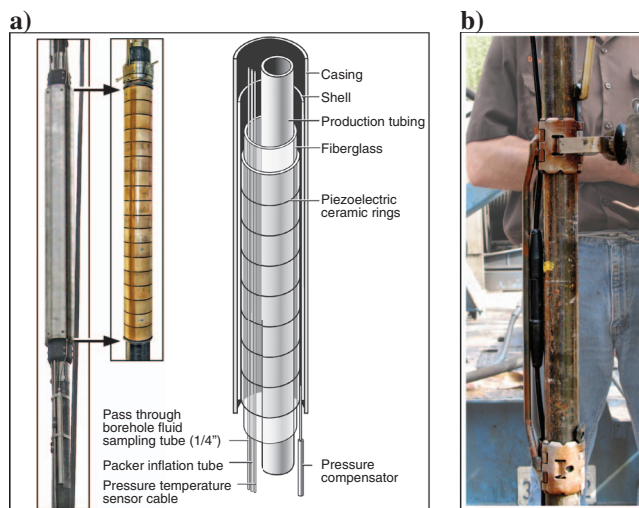 a)
Casing
Shell
Production tubing
Fiberglass
Piezoelectric
ceramic rings
Pass through
borehole fluid
sampling tube (1/4")
Packer inflation tube
Pressure temperature
sensor cable
Pressure
compensator
b)